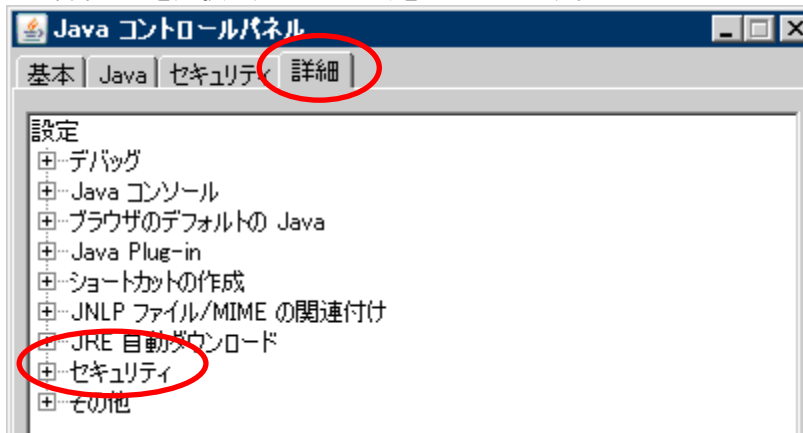 Java コントロールパネル
基本 Java セキュリティ 詳細
設定
デバッグ
Java コンソール
ブラウザのデフォルトの Java
Java Plug-in
ショートカットの作成
JNLP ファイル/MIME の関連付け
JRE 自動ダウンロード
セキュリティ
その他